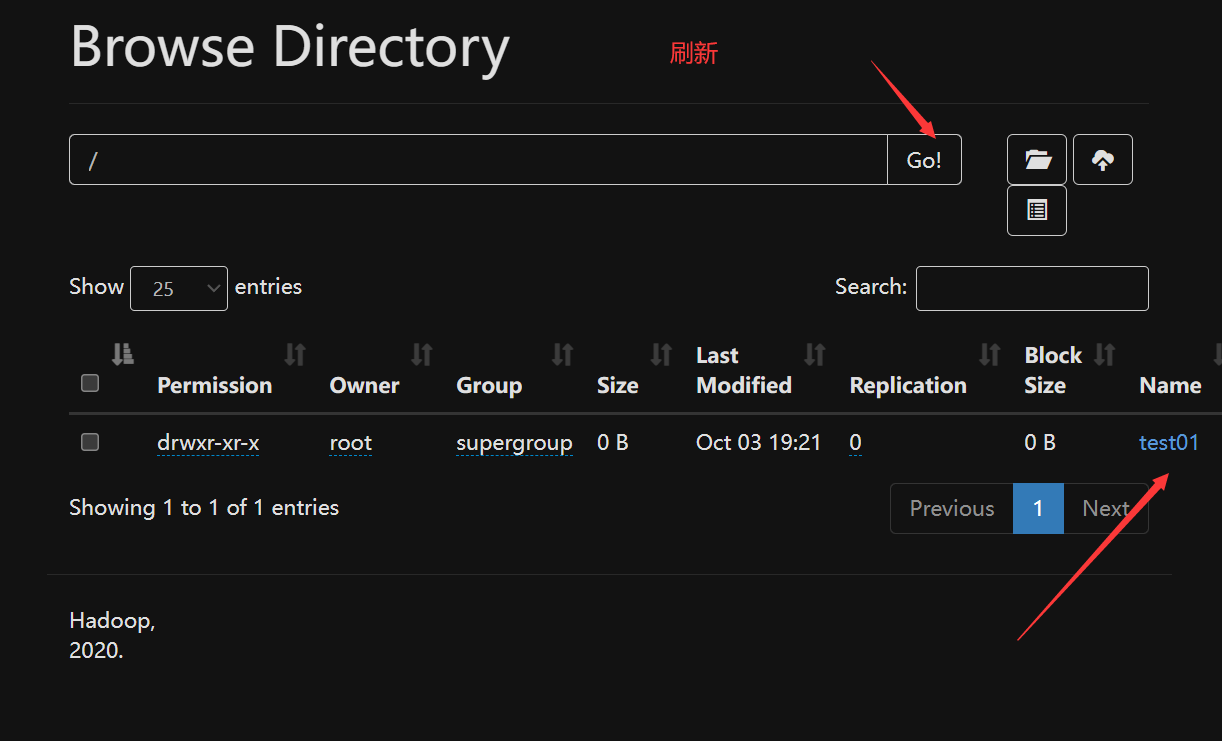 Browse Directory
刷新
/
Go!
Show 25 entries
Search:
Permission Owner Group Size Last Modified Replication Block Size Name
drwxr-xr-x root supergroup 0 B Oct 03 19:21 0 0 B test01
Showing 1 to 1 of 1 entries
Previous 1 Next
Hadoop,
2020.